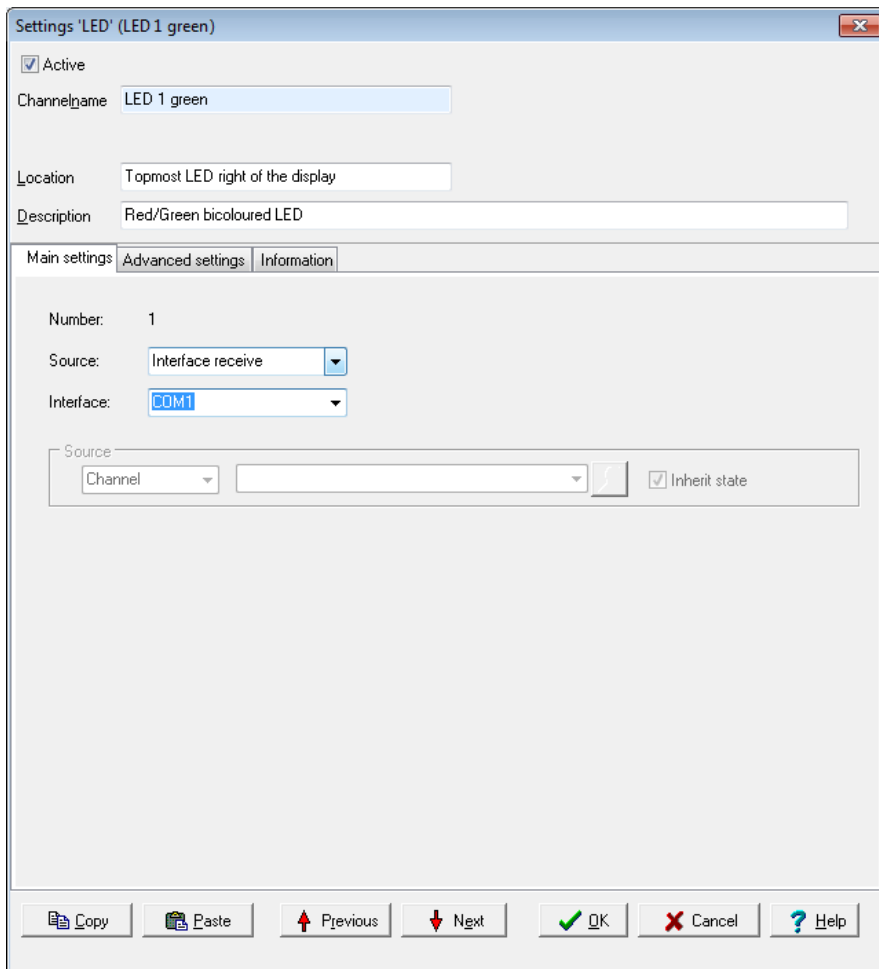 Settings 'LED' (LED 1 green)
Active
Channelname LED 1 green
Location Topmost LED right of the display
Description Red/Green bicoloured LED
Main settings Advanced settings Information
Number: 1
Source: Interface receive
Interface: COM1
Source
Channel Inherit state
Copy Paste Previous Next OK Cancel Help